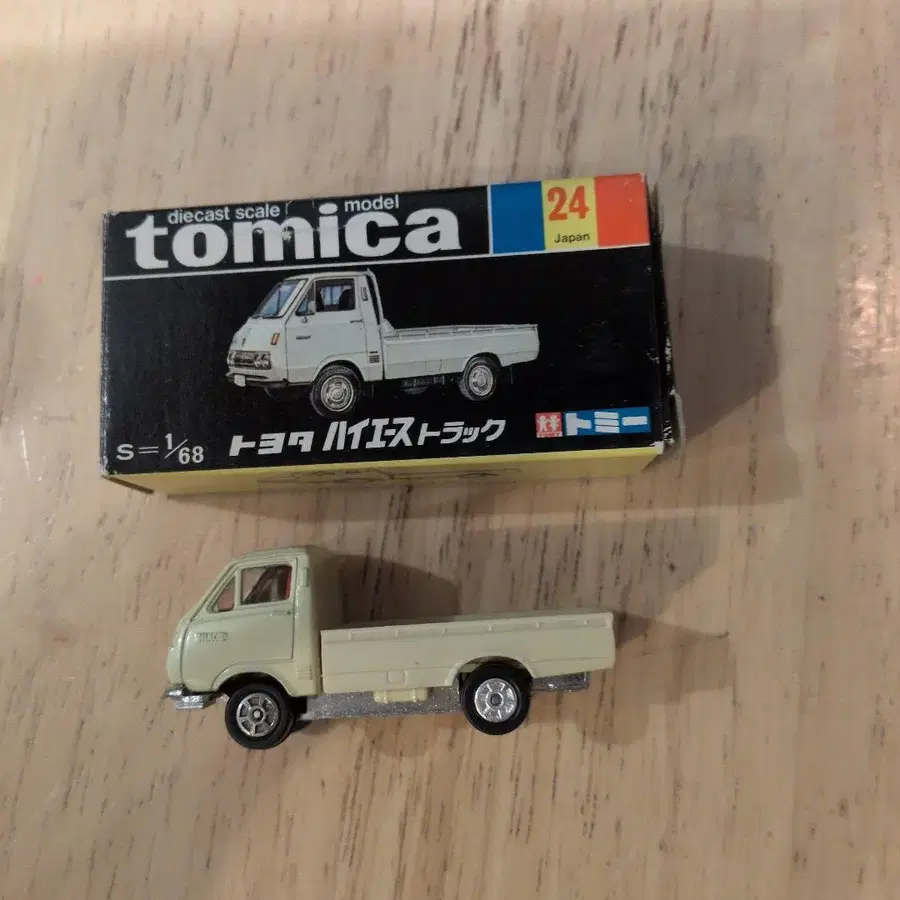 diecast scale model
tomica
24
Japan
S=1/68
トヨタ ハイエース トラック
TOMY トミー